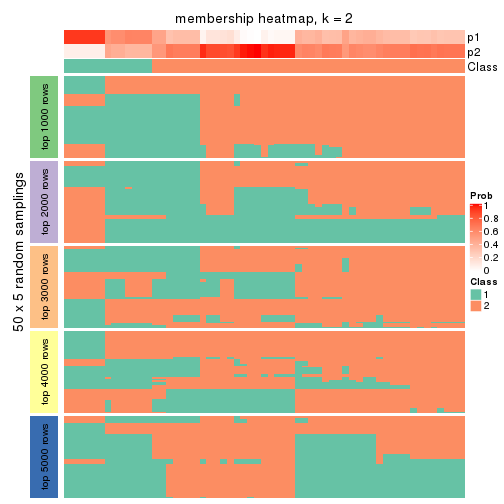 membership heatmap, k = 2
p1
p2
Class
50 x 5 random samplings
top 1000 rows
top 2000 rows
top 3000 rows
top 4000 rows
top 5000 rows
Prob
1
0.8
0.6
0.4
0.2
0
Class
1
2